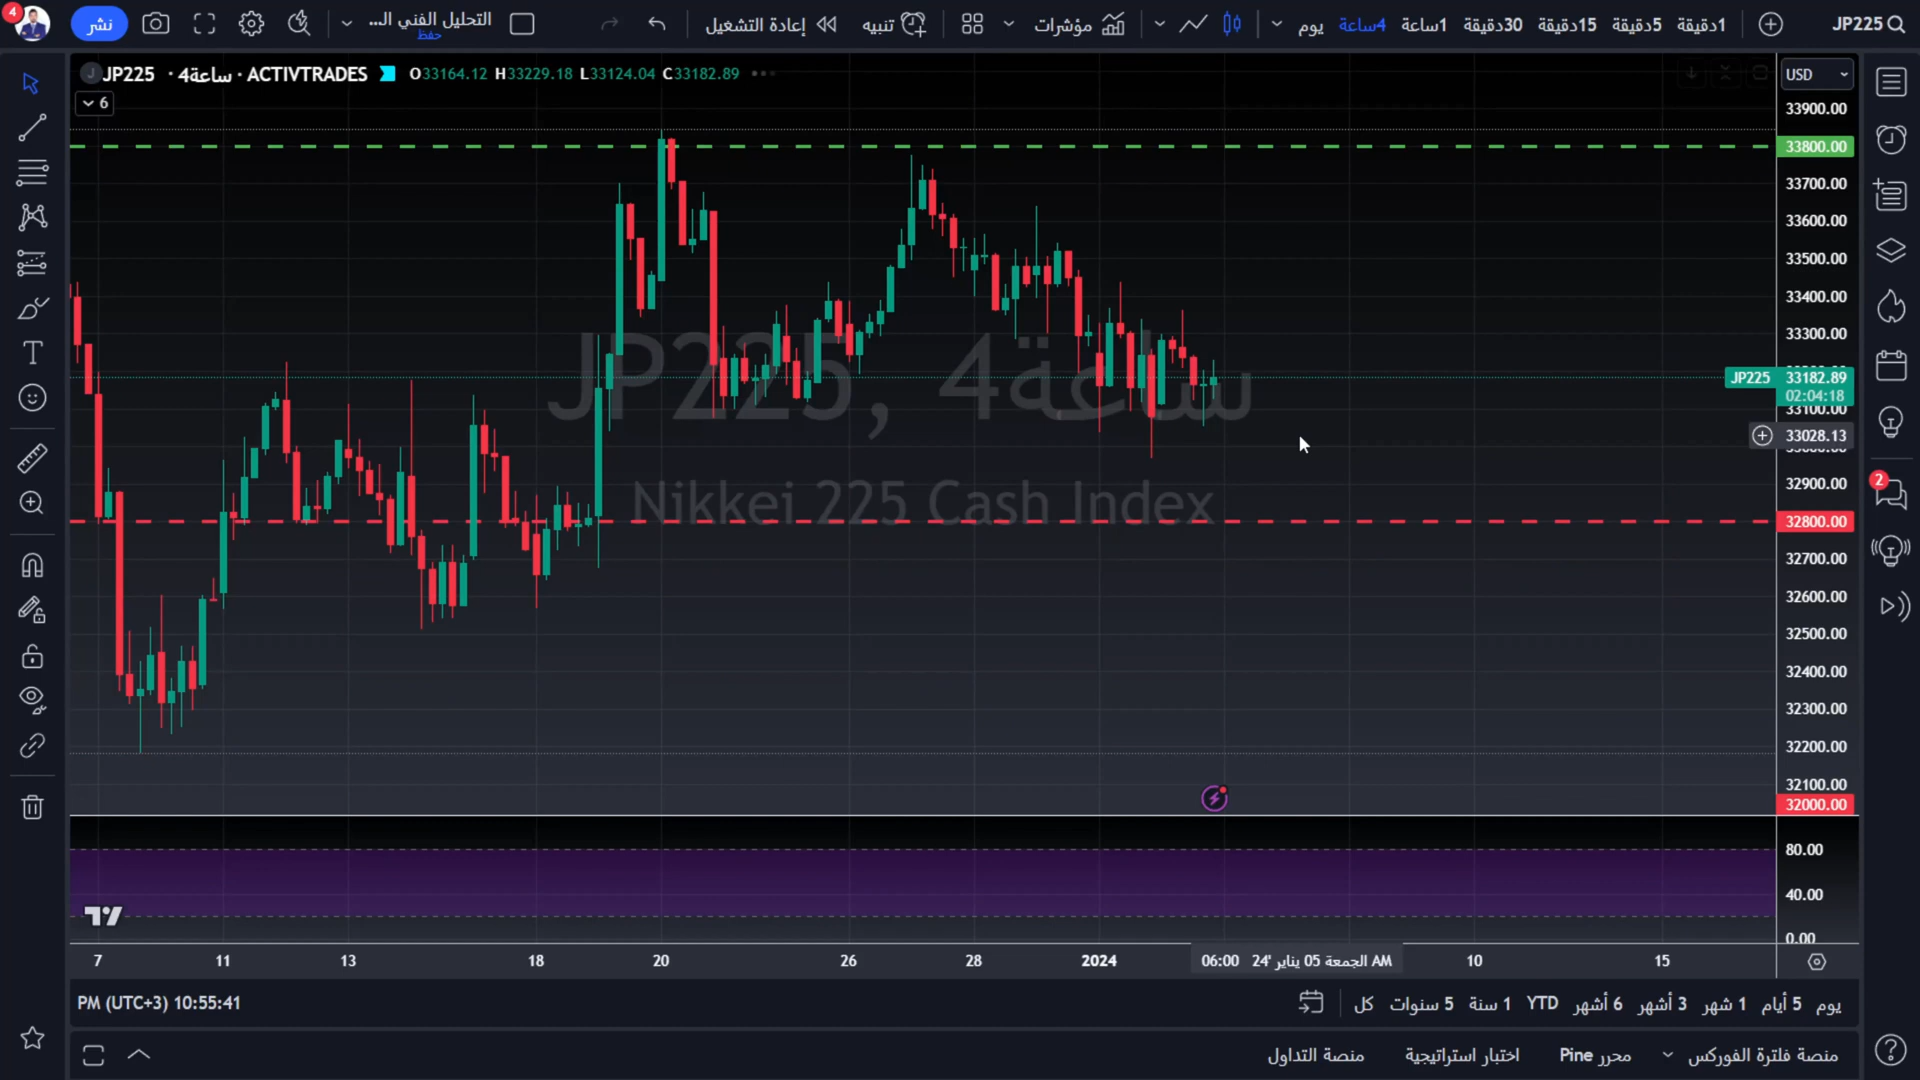 4
نشر
التحليل الفني الـ...
حفظ
إعادة التشغيل
تنبيه
مؤشرات
يوم
4ساعة
1ساعة
30دقيقة
15دقيقة
5دقيقة
1دقيقة
JP225
J JP225 · 4ساعة · ACTIVTRADES O33164.12 H33229.18 L33124.04 C33182.89
6
USD
33900.00
33800.00
33700.00
33600.00
33500.00
33400.00
33300.00
JP225 33182.89
02:04:18
33100.00
33028.13
32900.00
32800.00
32700.00
32600.00
32500.00
32400.00
32300.00
32200.00
32100.00
32000.00
JP225, 4ساعة
Nikkei 225 Cash Index
2
80.00
40.00
0.00
7 11 13 18 20 26 28 2024 06:00 الجمعة 05 يناير '24 AM 10 15
PM (UTC+3) 10:55:41
كل 5 سنوات 1 سنة YTD 6 أشهر 3 أشهر 1 شهر 5 أيام يوم
منصة فلترة الفوركس
محرر Pine
اختبار استراتيجية
منصة التداول